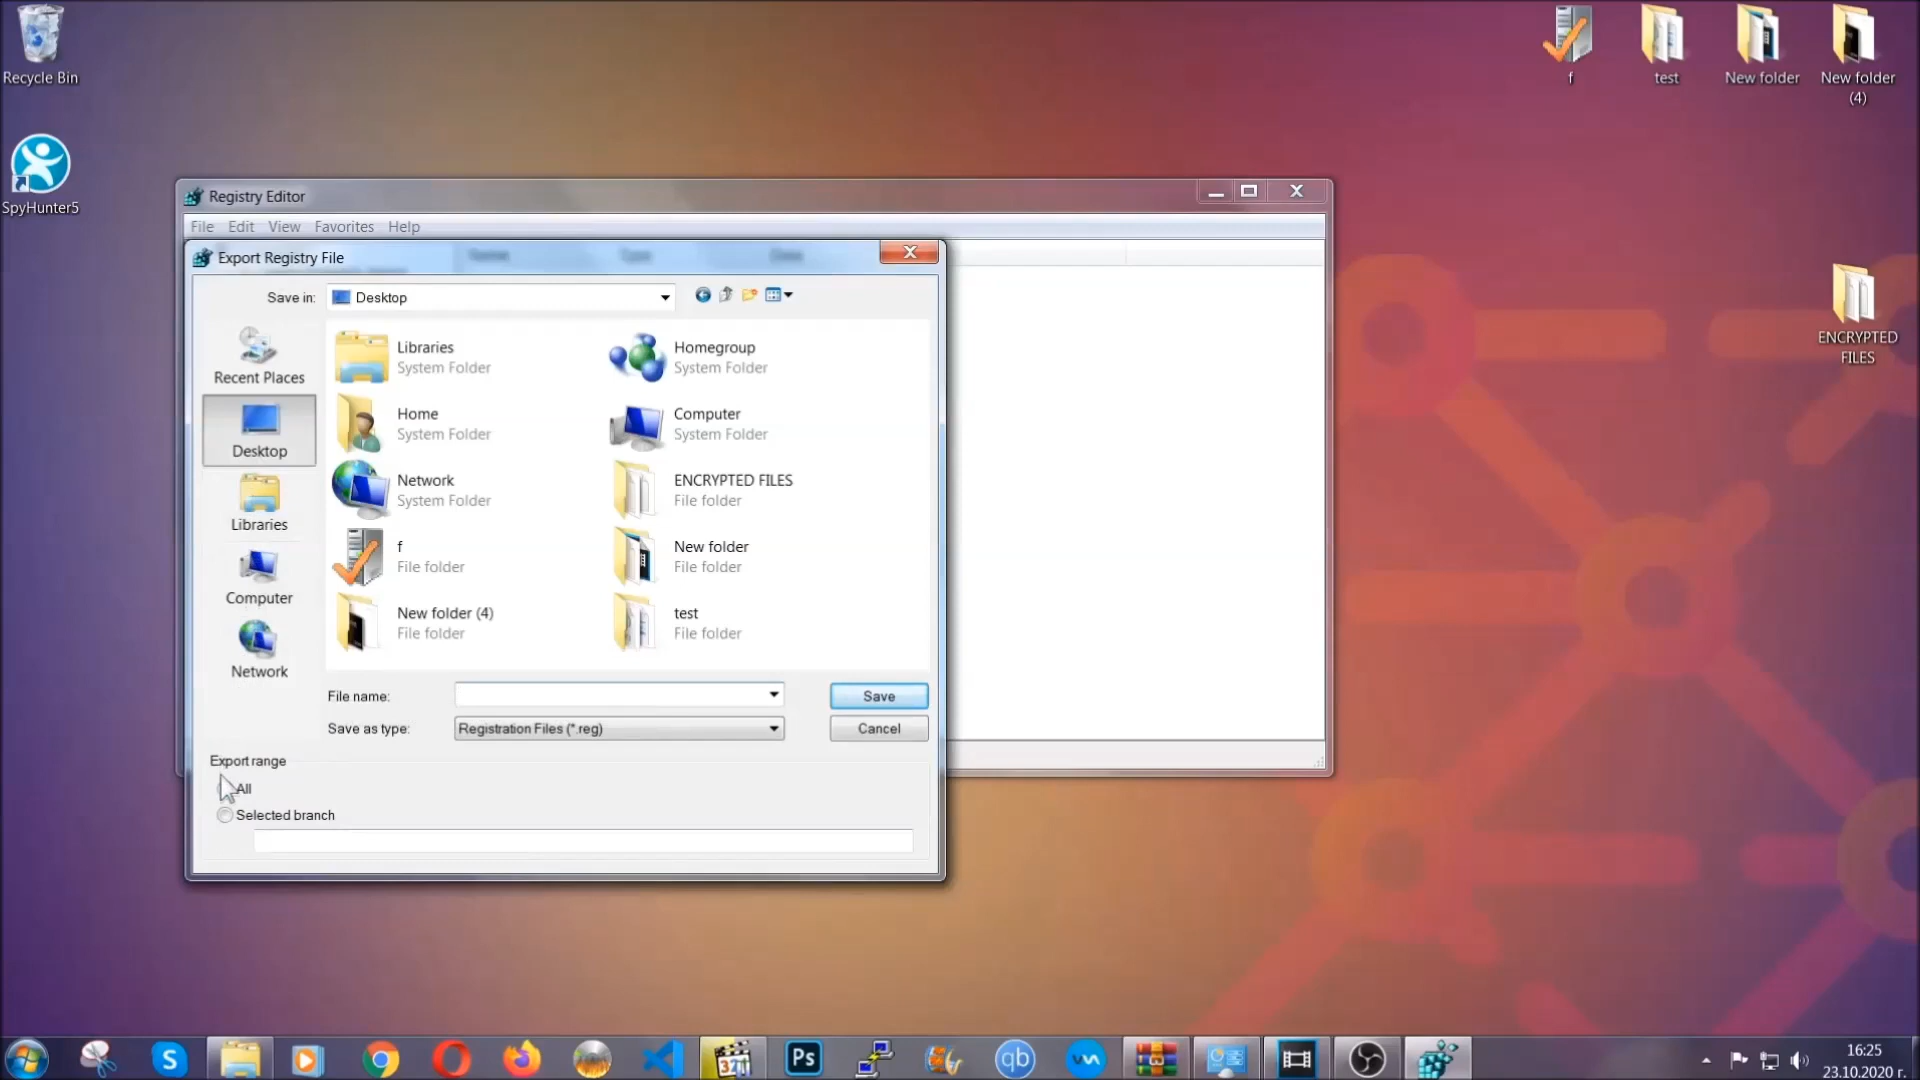 Recycle Bin
SpyHunter5
f
test
New folder
New folder
(4)
ENCRYPTED
FILES
Registry Editor
File Edit View Favorites Help
Export Registry File
Save in:
Desktop
Recent Places
Desktop
Libraries
Computer
Network
Libraries
System Folder
Homegroup
System Folder
Home
System Folder
Computer
System Folder
Network
System Folder
ENCRYPTED FILES
File folder
f
File folder
New folder
File folder
New folder (4)
File folder
test
File folder
File name:
Save
Save as type:
Registration Files (*.reg)
Cancel
Export range
All
Selected branch
S
321
Ps
qb
16:25
23.10.2020 г.